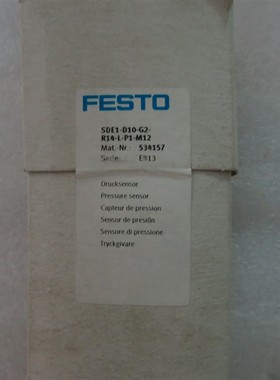 FESTO
SDE1-D10-G2-
R14-L-P1-M12
Mat.-Nr.: 534157
Serie: EN13
Drucksensor
Pressure sensor
Capteur de pression
Sensor de presión
Sensore di pressione
Tryckgivare